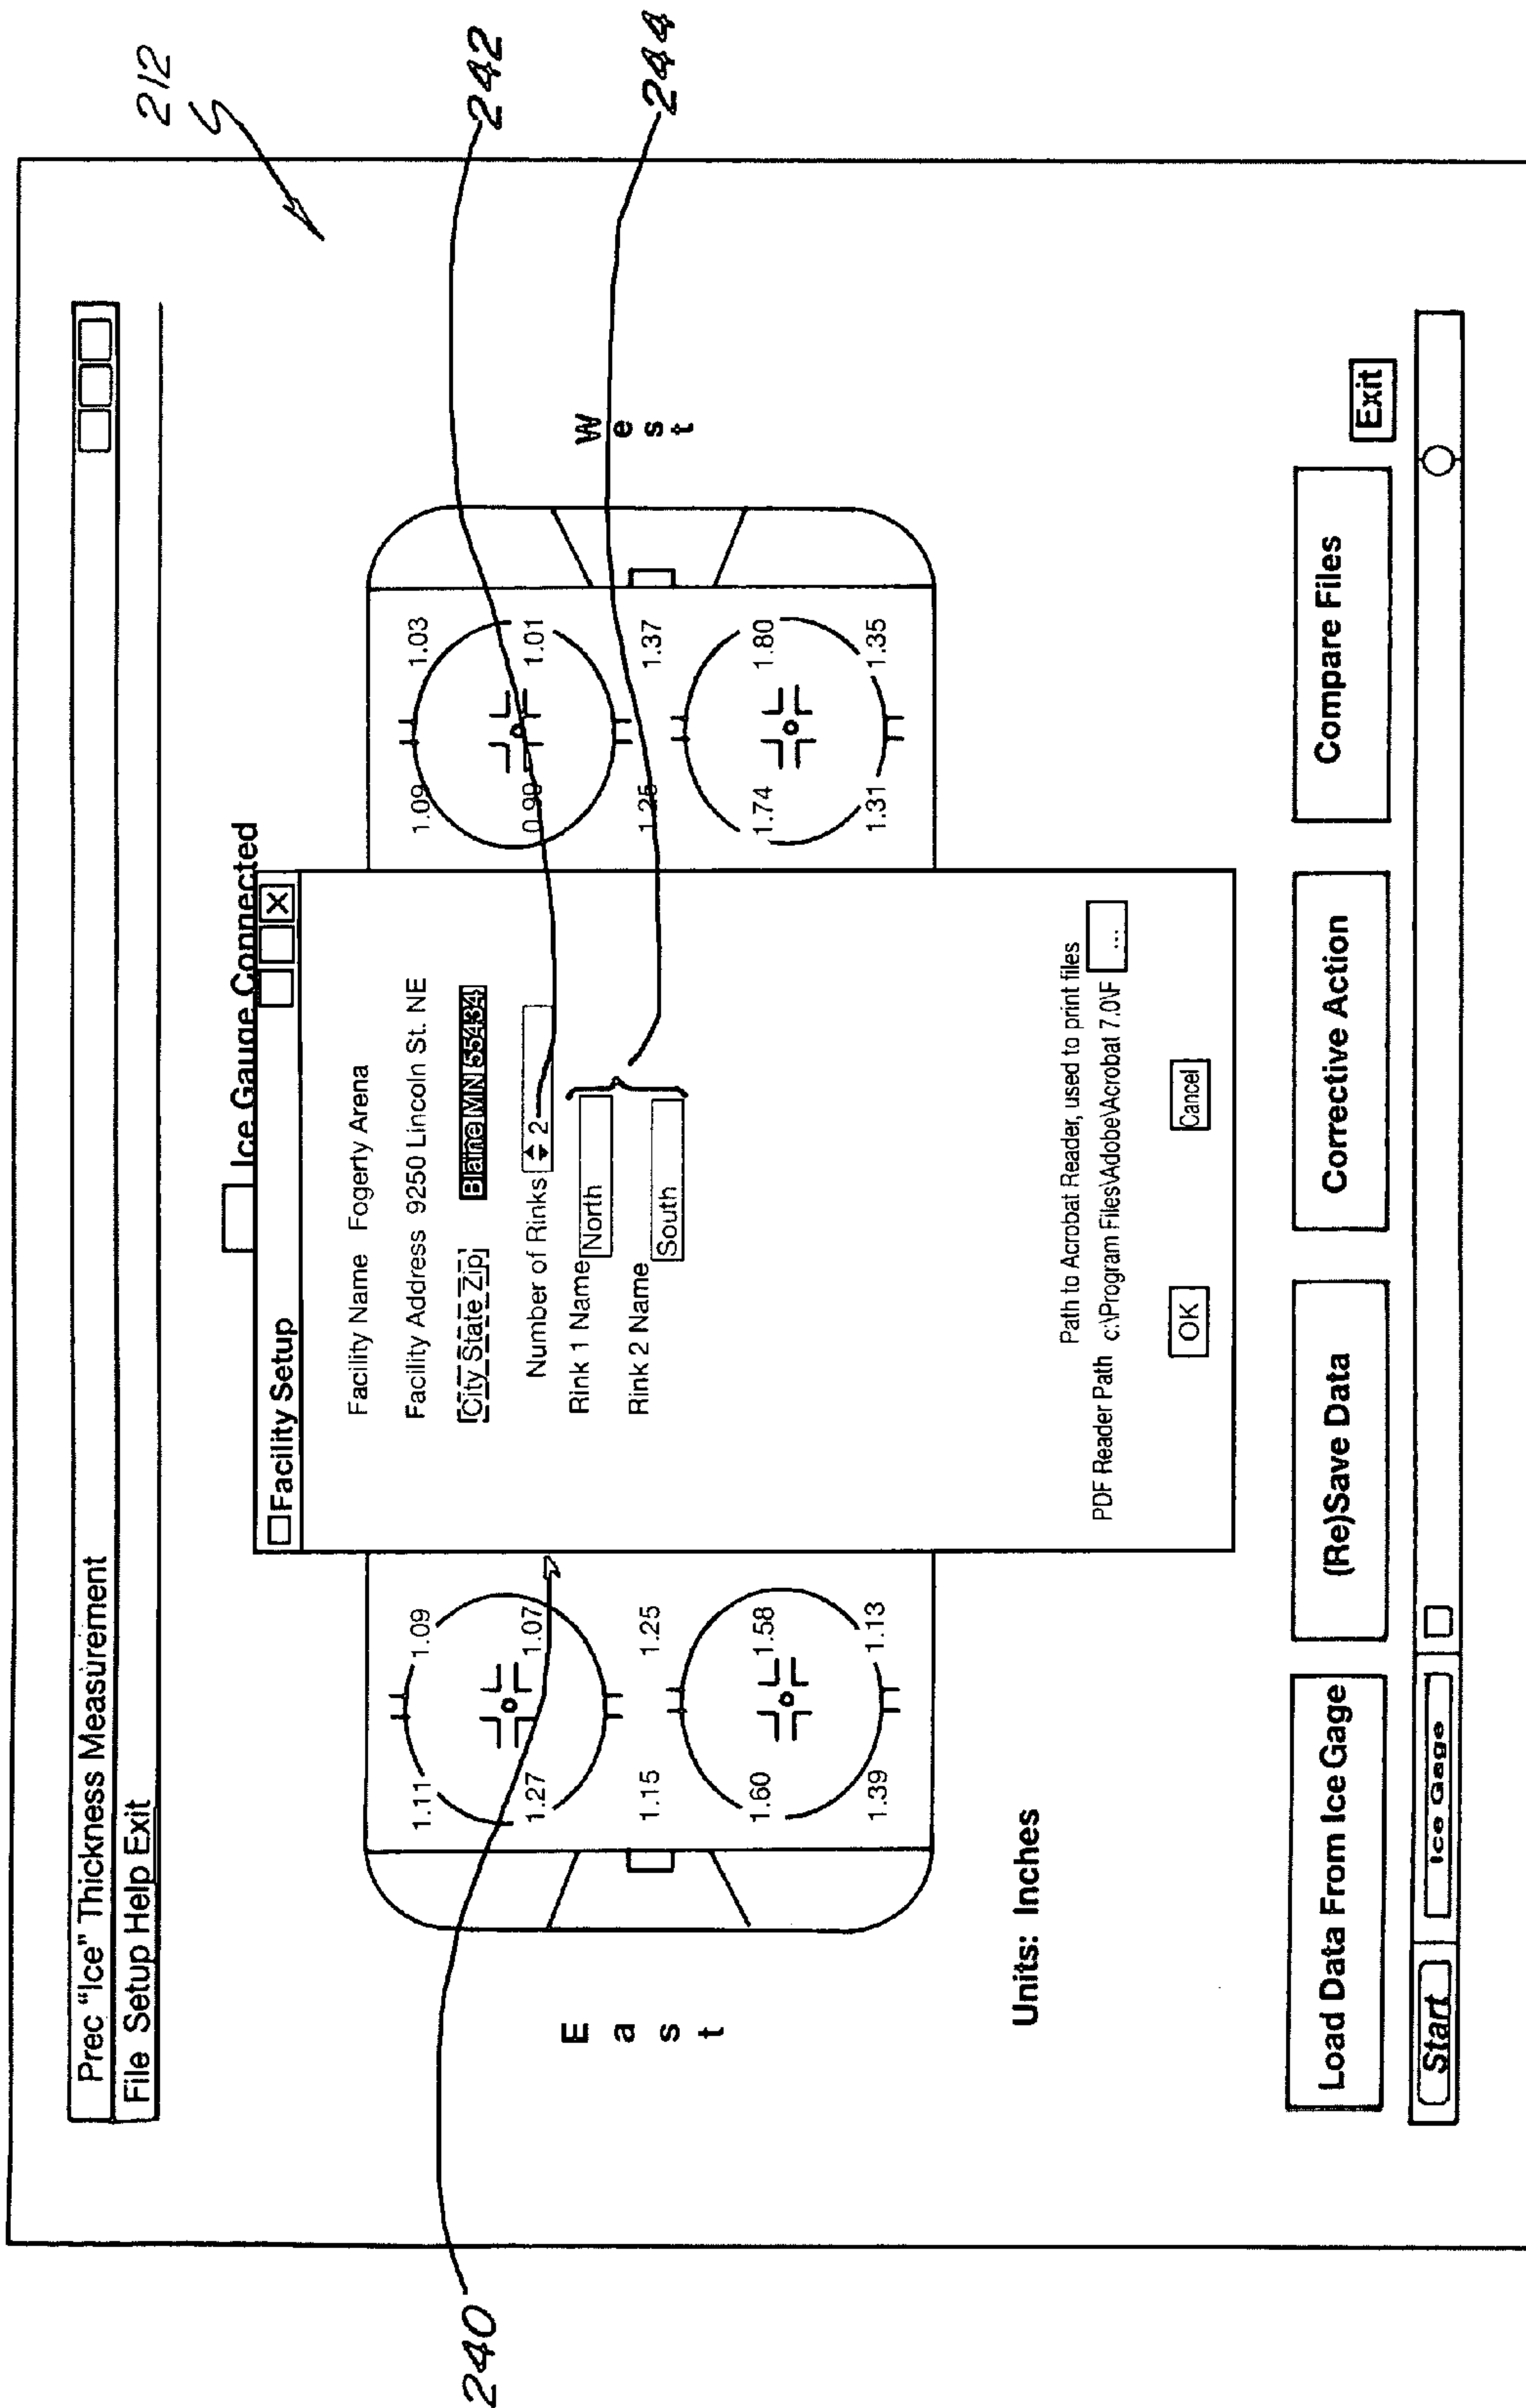 212
Prec "Ice" Thickness Measurement
File Setup Help Exit
Ice Gauge Connected
Facility Setup
X
Facility Name Fogerty Arena
Facility Address 9250 Lincoln St. NE
City State Zip Blaine MN 55434
Number of Rinks 2
Rink 1 Name North
Rink 2 Name South
Path to Acrobat Reader, used to print files
PDF Reader Path c:\Program Files\Adobe\Acrobat 7.0\F ...
OK Cancel
East
West
1.11 1.09 1.09 1.03
1.27 1.07 0.99 1.01
1.15 1.25 1.25 1.37
1.60 1.58 1.74 1.80
1.39 1.13 1.31 1.35
240
242
244
Units: Inches
Load Data From Ice Gage
(Re)Save Data
Corrective Action
Compare Files
Exit
Start
Ice Gage